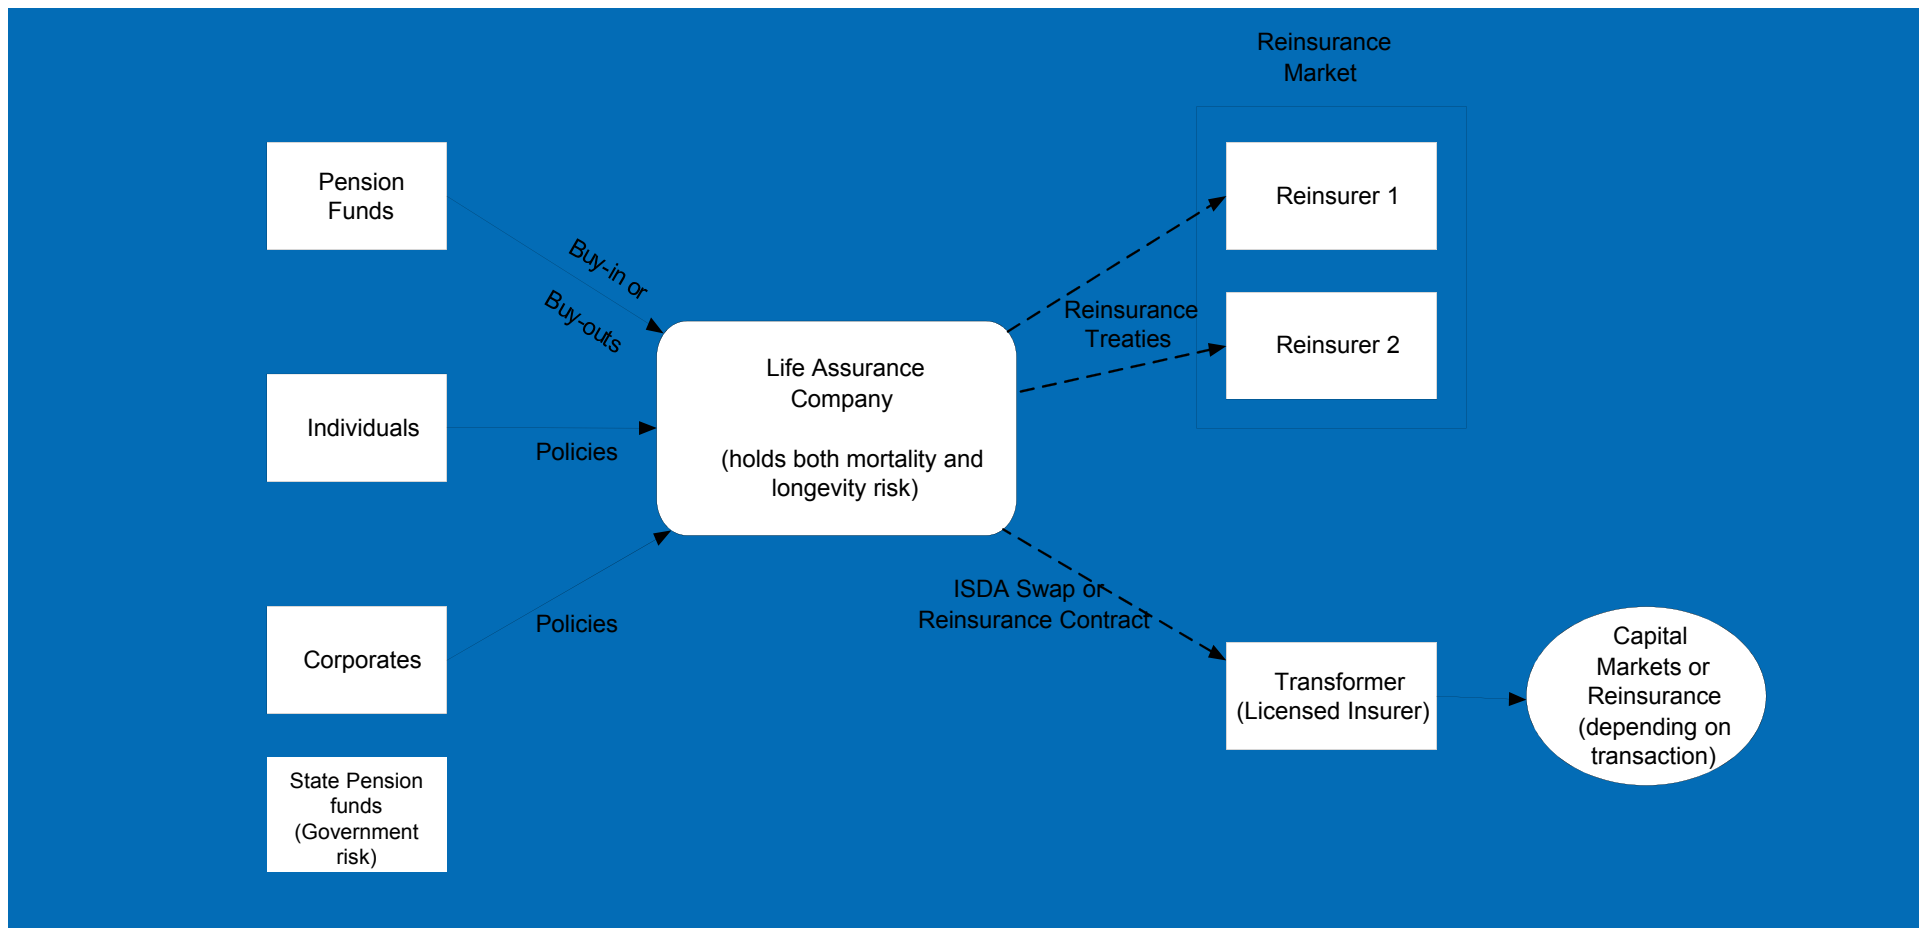 Reinsurance
Market
Pension
Funds
Buy-in or
Buy-outs
Reinsurer 1
Reinsurance
Treaties
Reinsurer 2
Life Assurance
Company
(holds both mortality and
longevity risk)
Individuals
Policies
Corporates
Policies
ISDA Swap or
Reinsurance Contract
Transformer
(Licensed Insurer)
Capital
Markets or
Reinsurance
(depending on
transaction)
State Pension
funds
(Government
risk)